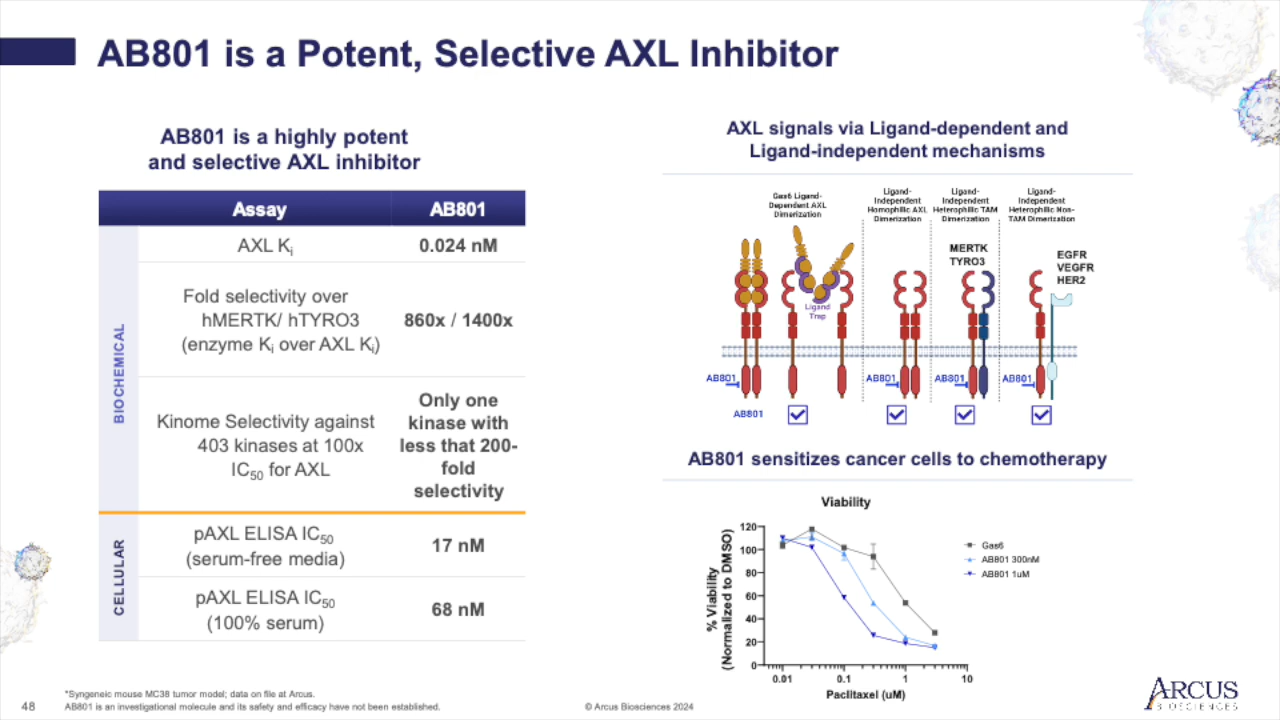 AB801 is a Potent, Selective AXL Inhibitor
AB801 is a highly potent
and selective AXL inhibitor
Assay
AB801
BIOCHEMICAL
AXL Ki
0.024 nM
Fold selectivity over
hMERTK/ hTYRO3
(enzyme Ki over AXL Ki)
860x / 1400x
Kinome Selectivity against
403 kinases at 100x
IC50 for AXL
Only one
kinase with
less that 200-
fold
selectivity
CELLULAR
pAXL ELISA IC50
(serum-free media)
17 nM
pAXL ELISA IC50
(100% serum)
68 nM
AXL signals via Ligand-dependent and
Ligand-independent mechanisms
Gas6 Ligand-
Dependent AXL
Dimerization
Ligand-
Independent
Homophilic AXL
Dimerization
Ligand-
Independent
Heterophilic TAM
Dimerization
Ligand-
Independent
Heterophilic Non-
TAM Dimerization
MERTK
TYRO3
EGFR
VEGFR
HER2
Ligand
Trap
AB801
AB801
AB801
AB801
AB801
AB801 sensitizes cancer cells to chemotherapy
Viability
% Viability
(Normalized to DMSO)
120
100
80
60
40
20
0
0.01
0.1
1
10
Paclitaxel (uM)
Gas6
AB801 300nM
AB801 1uM
*Syngeneic mouse MC38 tumor model; data on file at Arcus.
48
AB801 is an investigational molecule and its safety and efficacy have not been established.
© Arcus Biosciences 2024
ARCUS
BIOSCIENCES